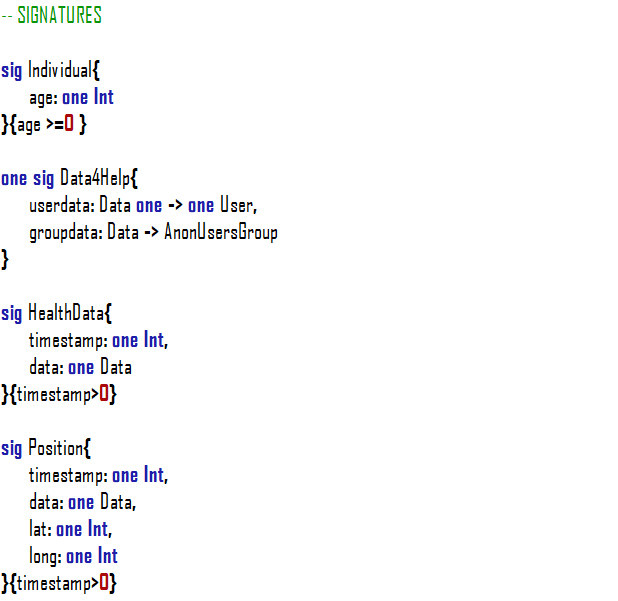 -- SIGNATURES
sig Individual{
age: one Int
}{age >=0 }
one sig Data4Help{
userdata: Data one -> one User,
groupdata: Data -> AnonUsersGroup
}
sig HealthData{
timestamp: one Int,
data: one Data
}{timestamp>0}
sig Position{
timestamp: one Int,
data: one Data,
lat: one Int,
long: one Int
}{timestamp>0}